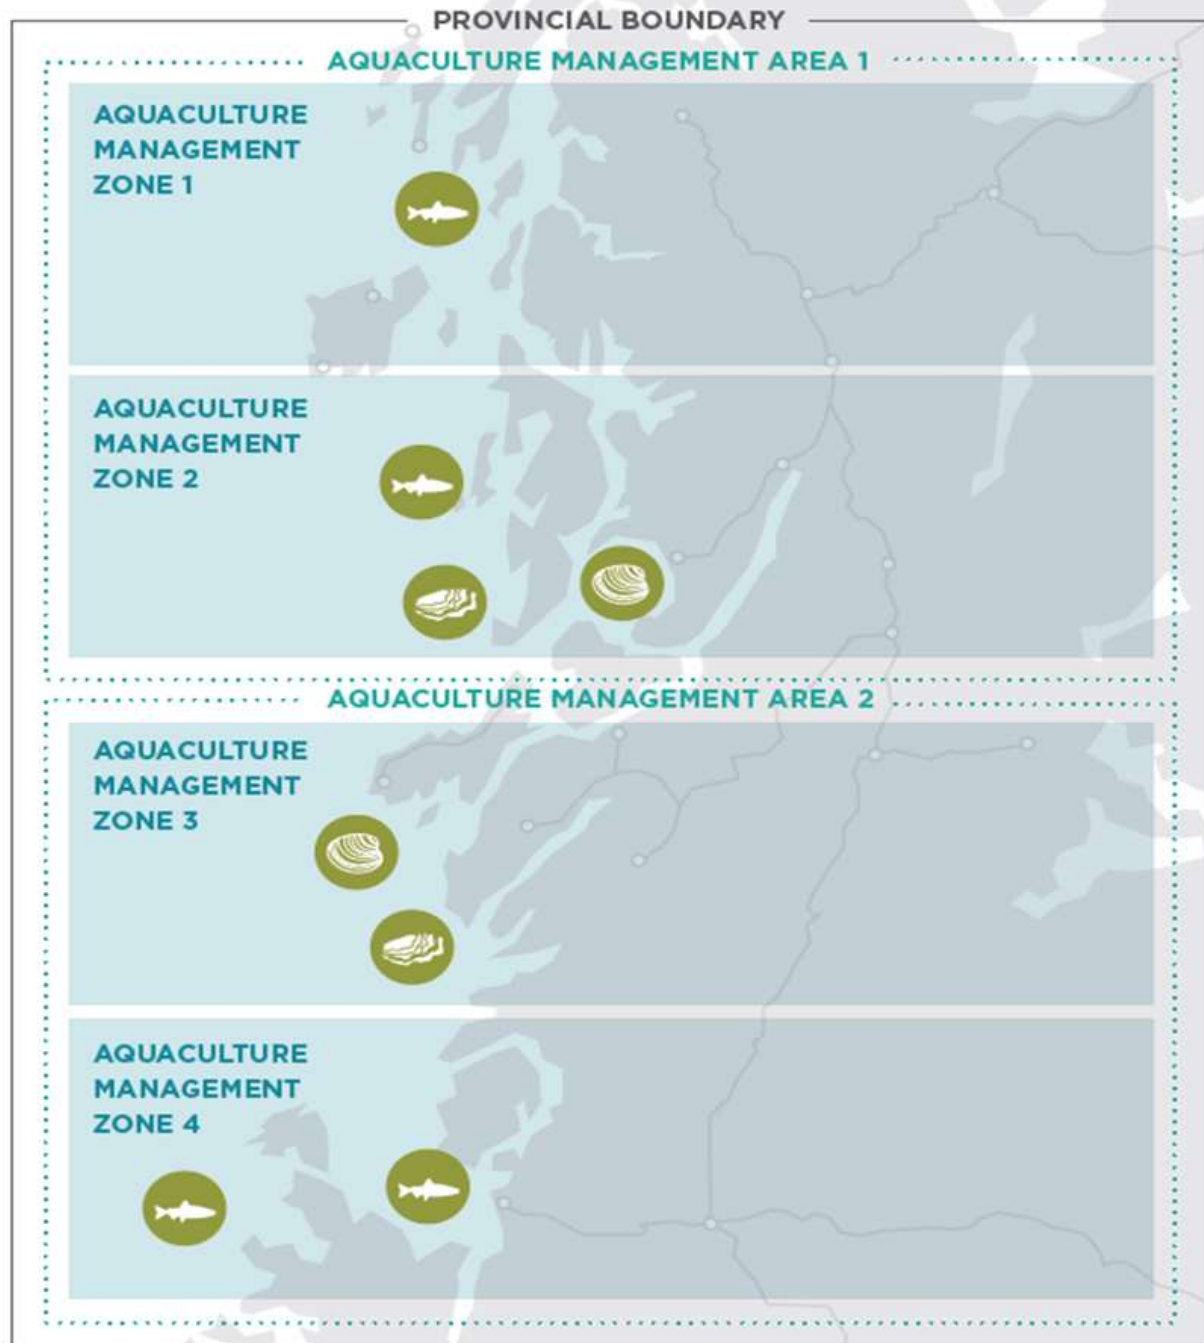 PROVINCIAL BOUNDARY
AQUACULTURE MANAGEMENT AREA 1
AQUACULTURE
MANAGEMENT
ZONE 1
AQUACULTURE
MANAGEMENT
ZONE 2
AQUACULTURE MANAGEMENT AREA 2
AQUACULTURE
MANAGEMENT
ZONE 3
AQUACULTURE
MANAGEMENT
ZONE 4